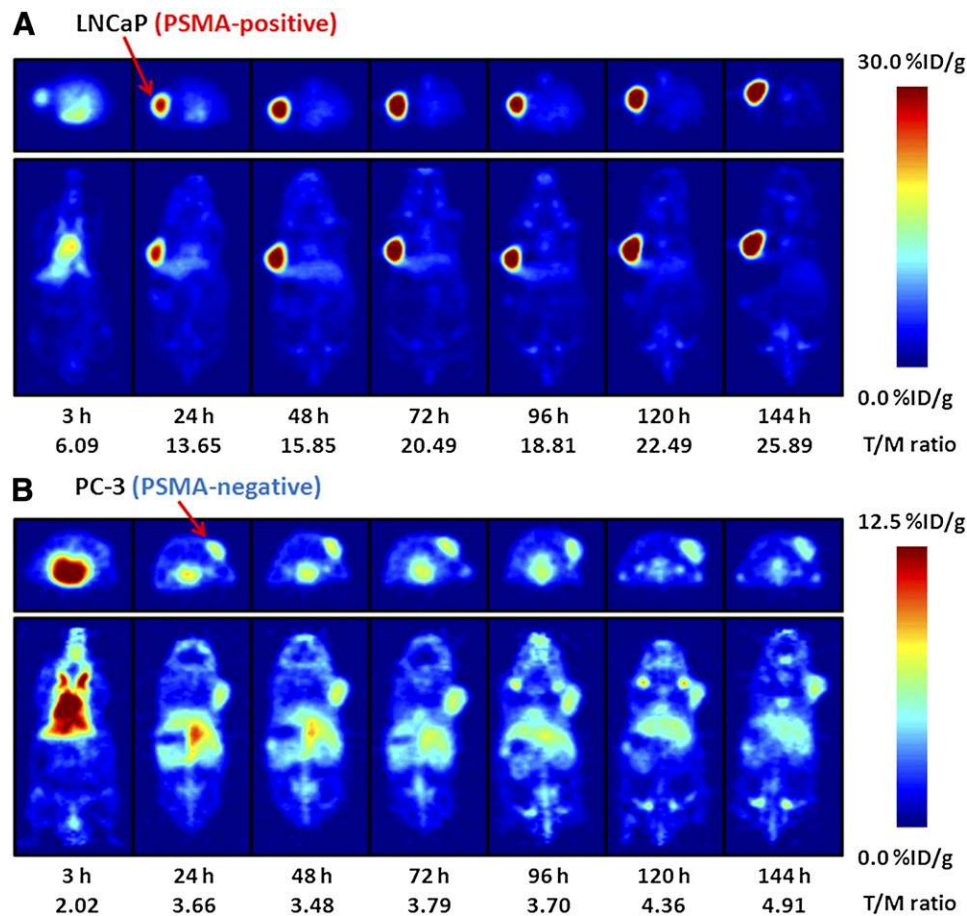 A
LNCaP (PSMA-positive)
30.0 %ID/g
0.0 %ID/g
3 h 24 h 48 h 72 h 96 h 120 h 144 h
6.09 13.65 15.85 20.49 18.81 22.49 25.89 T/M ratio
B
PC-3 (PSMA-negative)
12.5 %ID/g
0.0 %ID/g
3 h 24 h 48 h 72 h 96 h 120 h 144 h
2.02 3.66 3.48 3.79 3.70 4.36 4.91 T/M ratio